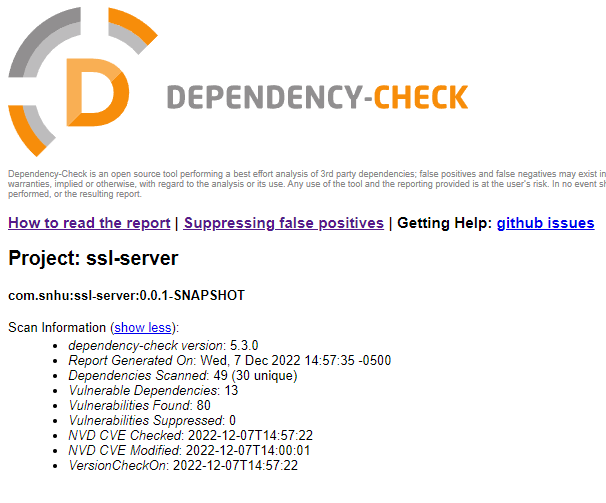 D DEPENDENCY-CHECK
Dependency-Check is an open source tool performing a best effort analysis of 3rd party dependencies; false positives and false negatives may exist in
warranties, implied or otherwise, with regard to the analysis or its use. Any use of the tool and the reporting provided is at the user's risk. In no event
performed, or the resulting report.
How to read the report | Suppressing false positives | Getting Help: github issues
Project: ssl-server
com.snhu:ssl-server:0.0.1-SNAPSHOT
Scan Information (show less):
• dependency-check version: 5.3.0
• Report Generated On: Wed, 7 Dec 2022 14:57:35 -0500
• Dependencies Scanned: 49 (30 unique)
• Vulnerable Dependencies: 13
• Vulnerabilities Found: 80
• Vulnerabilities Suppressed: 0
• NVD CVE Checked: 2022-12-07T14:57:22
• NVD CVE Modified: 2022-12-07T14:00:01
• VersionCheckOn: 2022-12-07T14:57:22